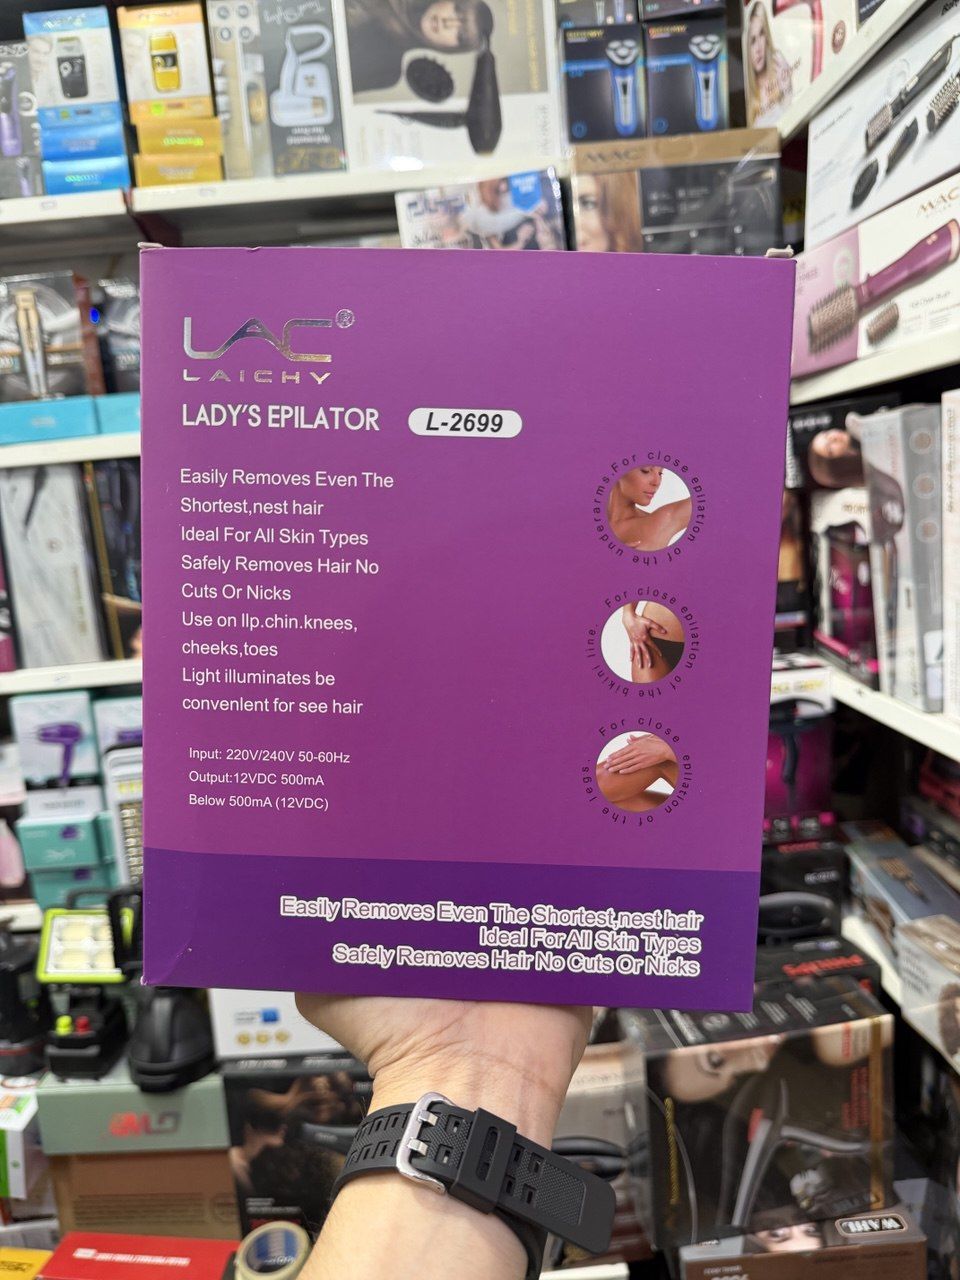 LAC®
LAICHY
LADY'S EPILATOR L-2699
Easily Removes Even The
Shortest,nest hair
Ideal For All Skin Types
Safely Removes Hair No
Cuts Or Nicks
Use on llp.chin.knees,
cheeks,toes
Light illuminates be
convenlent for see hair
Input: 220V/240V 50-60Hz
Output:12VDC 500mA
Below 500mA (12VDC)
For close epilation of the underarms.
For close epilation of the bikini line.
For close epilation of the legs.
Easily Removes Even The Shortest,nest hair
Ideal For All Skin Types
Safely Removes Hair No Cuts Or Nicks
MAC
MAC
WAHL